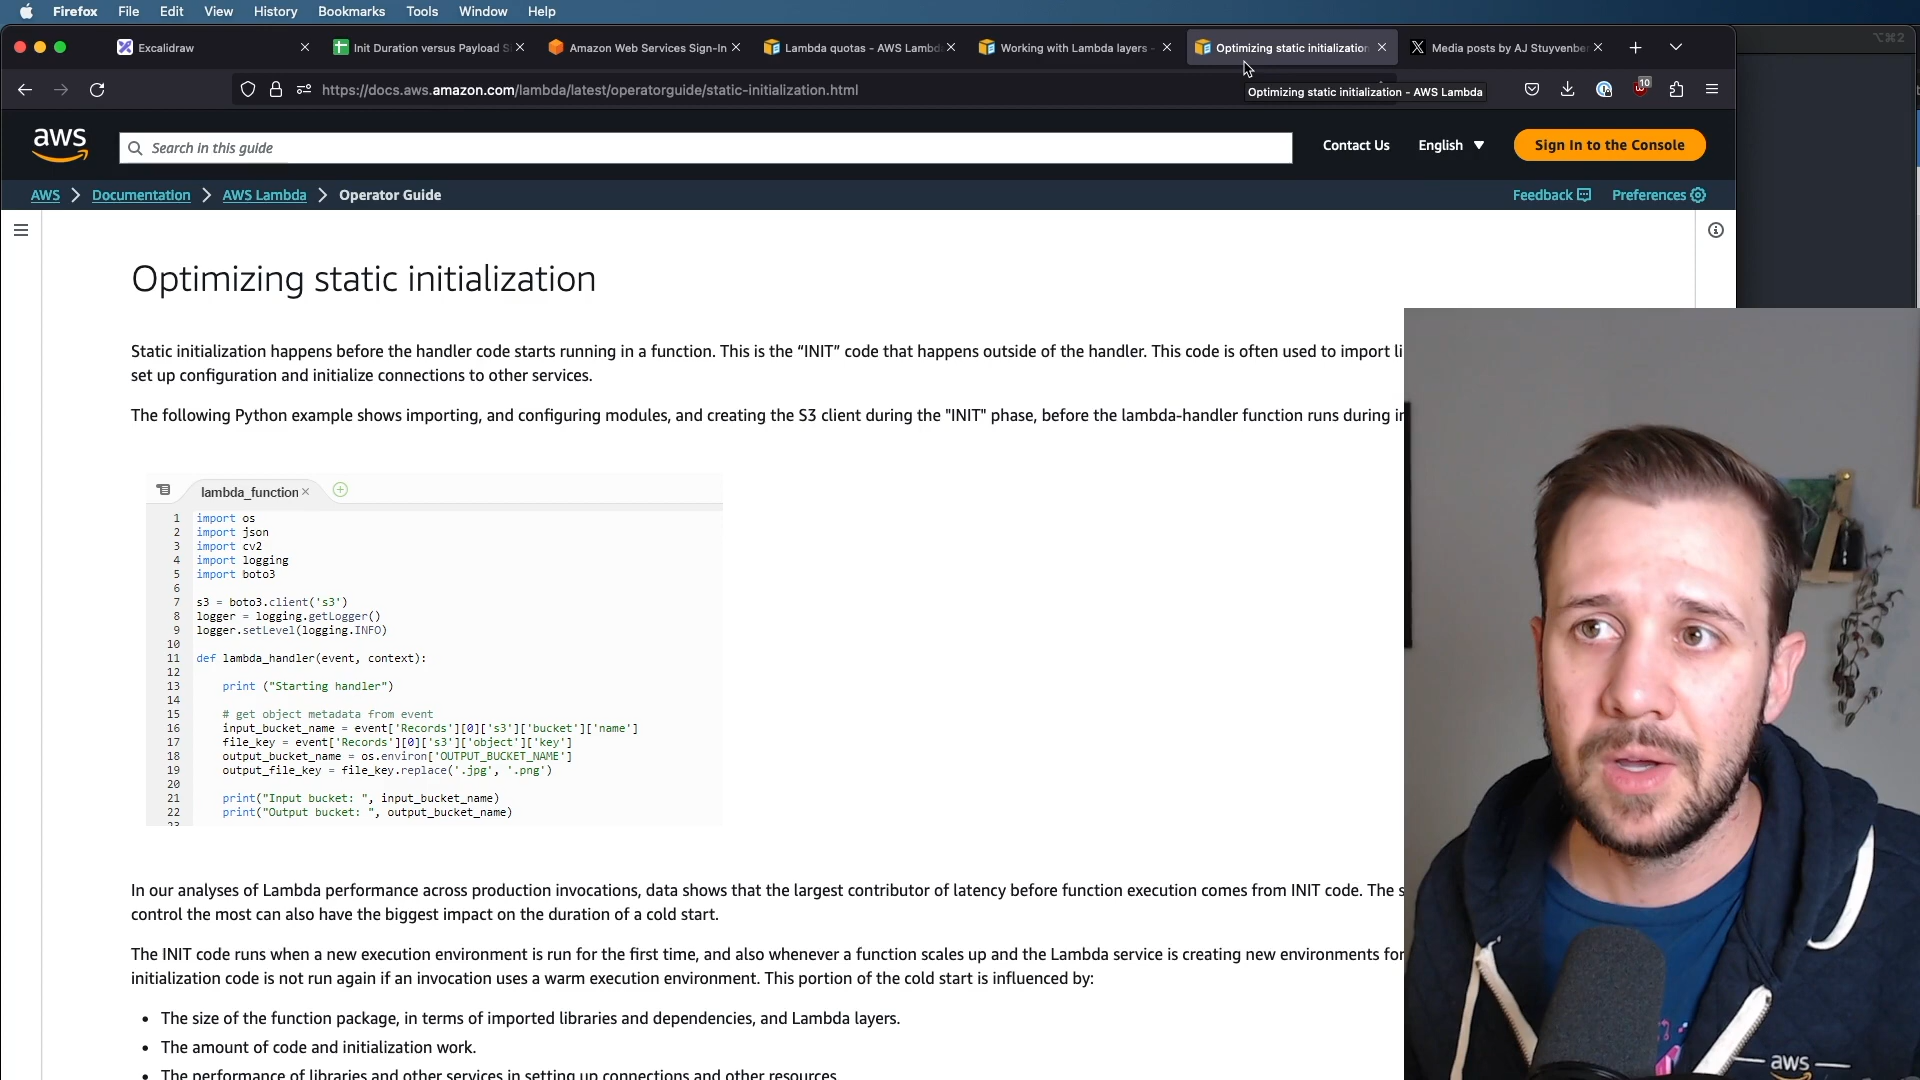 Firefox File Edit View History Bookmarks Tools Window Help
⌥⌘2
Excalidraw
Init Duration versus Payload S
Amazon Web Services Sign-In
Lambda quotas - AWS Lambd
Working with Lambda layers -
Optimizing static initialization
Media posts by AJ Stuyvenber
https://docs.aws.amazon.com/lambda/latest/operatorguide/static-initialization.html
10
Optimizing static initialization - AWS Lambda
aws
Search in this guide
Contact Us
English
Sign In to the Console
AWS > Documentation > AWS Lambda > Operator Guide
Feedback
Preferences
Optimizing static initialization
Static initialization happens before the handler code starts running in a function. This is the “INIT” code that happens outside of the handler. This code is often used to import li
set up configuration and initialize connections to other services.
The following Python example shows importing, and configuring modules, and creating the S3 client during the "INIT" phase, before the lambda-handler function runs during in
lambda_function
1 import os
2 import json
3 import cv2
4 import logging
5 import boto3
6
7 s3 = boto3.client('s3')
8 logger = logging.getLogger()
9 logger.setLevel(logging.INFO)
10
11 def lambda_handler(event, context):
12
13 print ("Starting handler")
14
15 # get object metadata from event
16 input_bucket_name = event['Records'][0]['s3']['bucket']['name']
17 file_key = event['Records'][0]['s3']['object']['key']
18 output_bucket_name = os.environ['OUTPUT_BUCKET_NAME']
19 output_file_key = file_key.replace('.jpg', '.png')
20
21 print("Input bucket: ", input_bucket_name)
22 print("Output bucket: ", output_bucket_name)
23
In our analyses of Lambda performance across production invocations, data shows that the largest contributor of latency before function execution comes from INIT code. The s
control the most can also have the biggest impact on the duration of a cold start.
The INIT code runs when a new execution environment is run for the first time, and also whenever a function scales up and the Lambda service is creating new environments for
initialization code is not run again if an invocation uses a warm execution environment. This portion of the cold start is influenced by:
• The size of the function package, in terms of imported libraries and dependencies, and Lambda layers.
• The amount of code and initialization work.
• The performance of libraries and other services in setting up connections and other resources.
aws